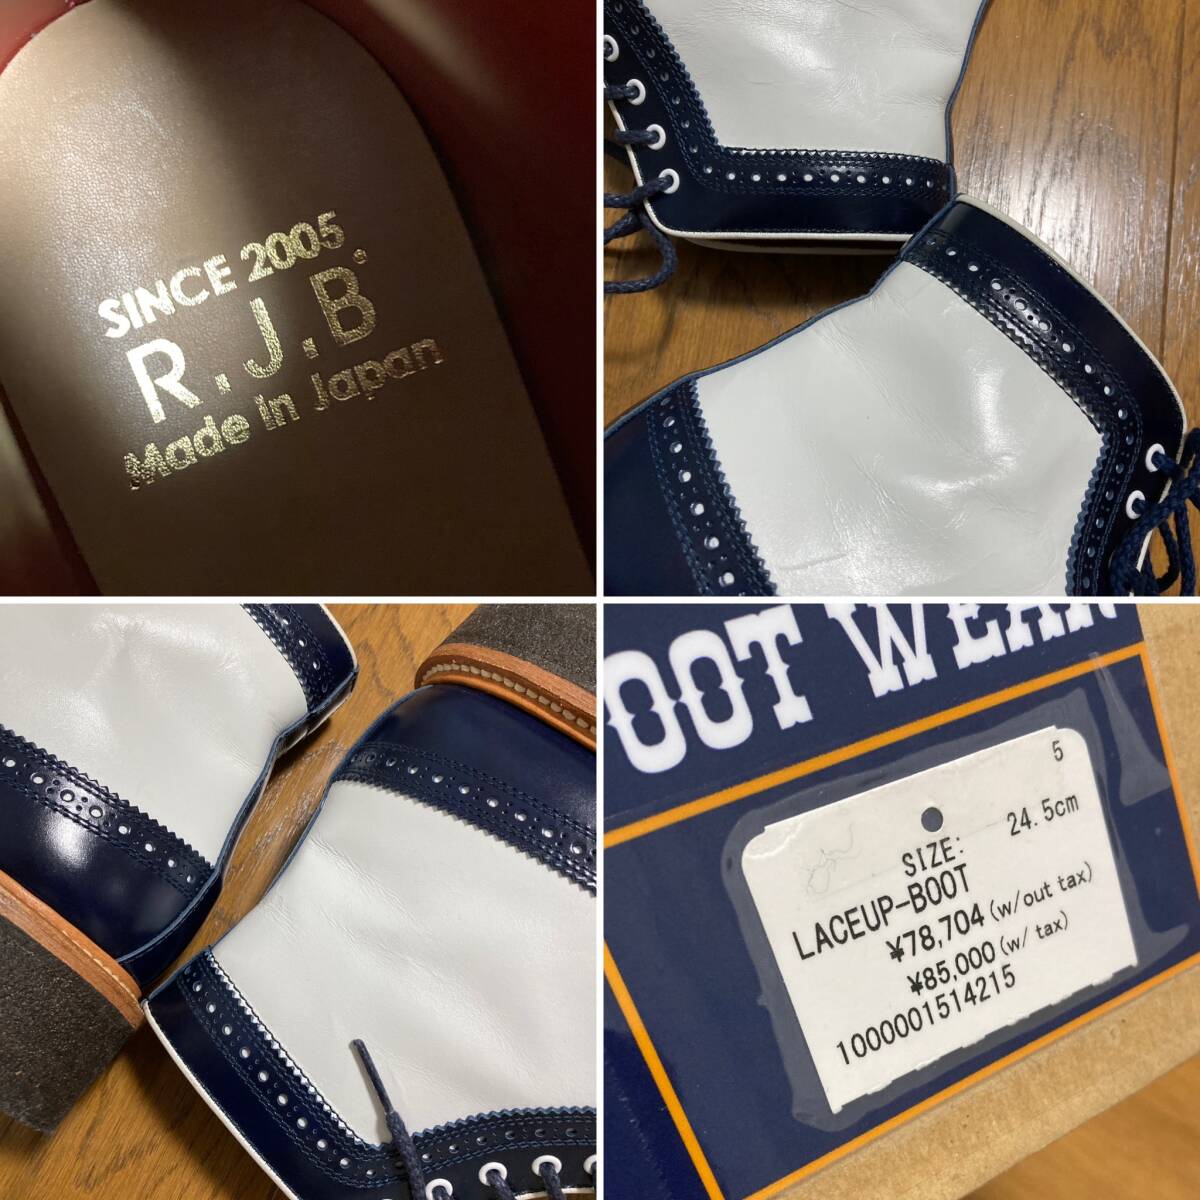 SINCE 2005
R.J.B®
Made in Japan
OOT WEAR
5
SIZE: 24.5cm
LACEUP-BOOT
¥78,704 (w/out tax)
¥85,000 (w/ tax)
1000001514215